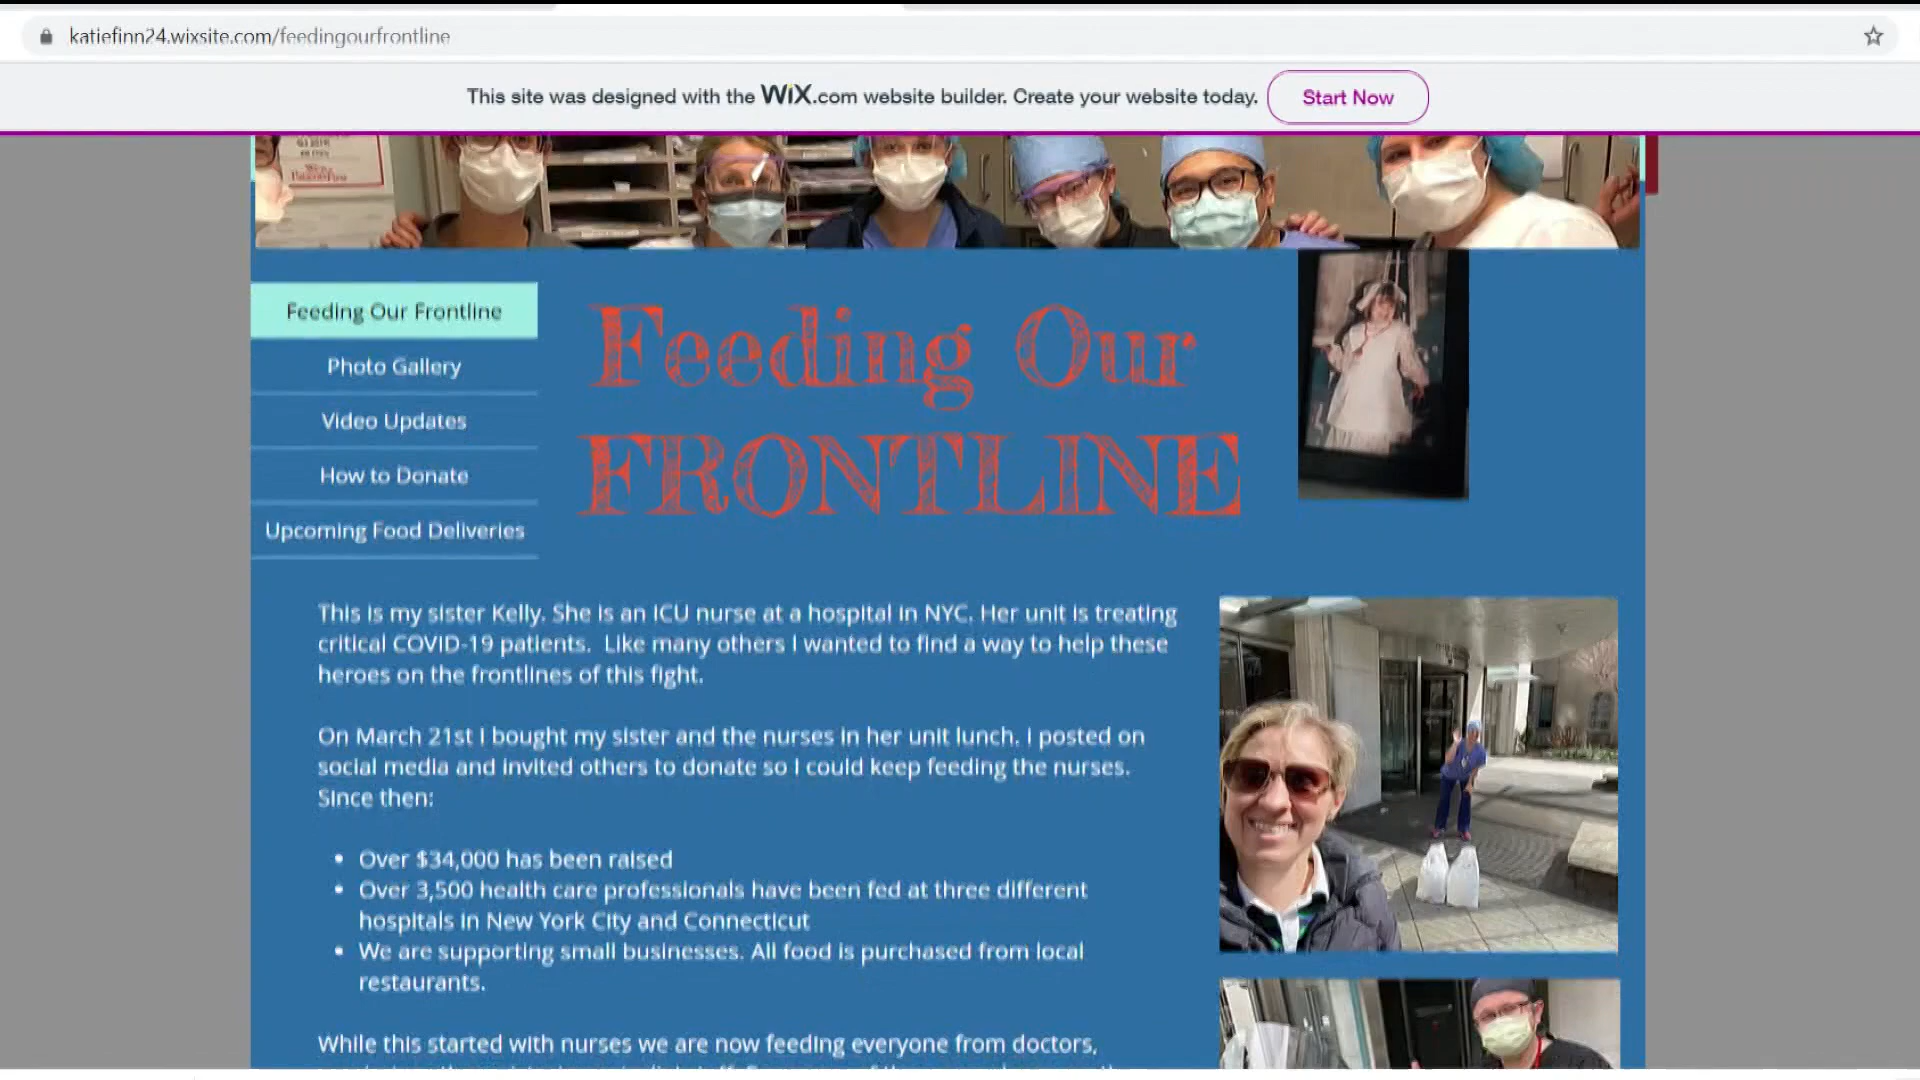 katiefinn24.wixsite.com/feedingourfrontline
This site was designed with the WiX.com website builder. Create your website today.
Start Now
Feeding Our Frontline
Photo Gallery
Video Updates
How to Donate
Upcoming Food Deliveries
Feeding Our
FRONTLINE
This is my sister Kelly. She is an ICU nurse at a hospital in NYC. Her unit is treating
critical COVID-19 patients. Like many others I wanted to find a way to help these
heroes on the frontlines of this fight.
On March 21st I bought my sister and the nurses in her unit lunch. I posted on
social media and invited others to donate so I could keep feeding the nurses.
Since then:
• Over $34,000 has been raised
• Over 3,500 health care professionals have been fed at three different
hospitals in New York City and Connecticut
• We are supporting small businesses. All food is purchased from local
restaurants.
While this started with nurses we are now feeding everyone from doctors,